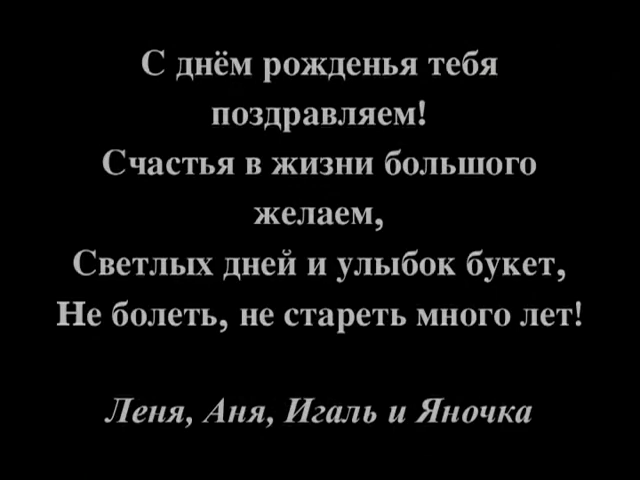 С днём рожденья тебя
поздравляем!
Счастья в жизни большого
желаем,
Светлых дней и улыбок букет,
Не болеть, не стареть много лет!
Леня, Аня, Игаль и Яночка